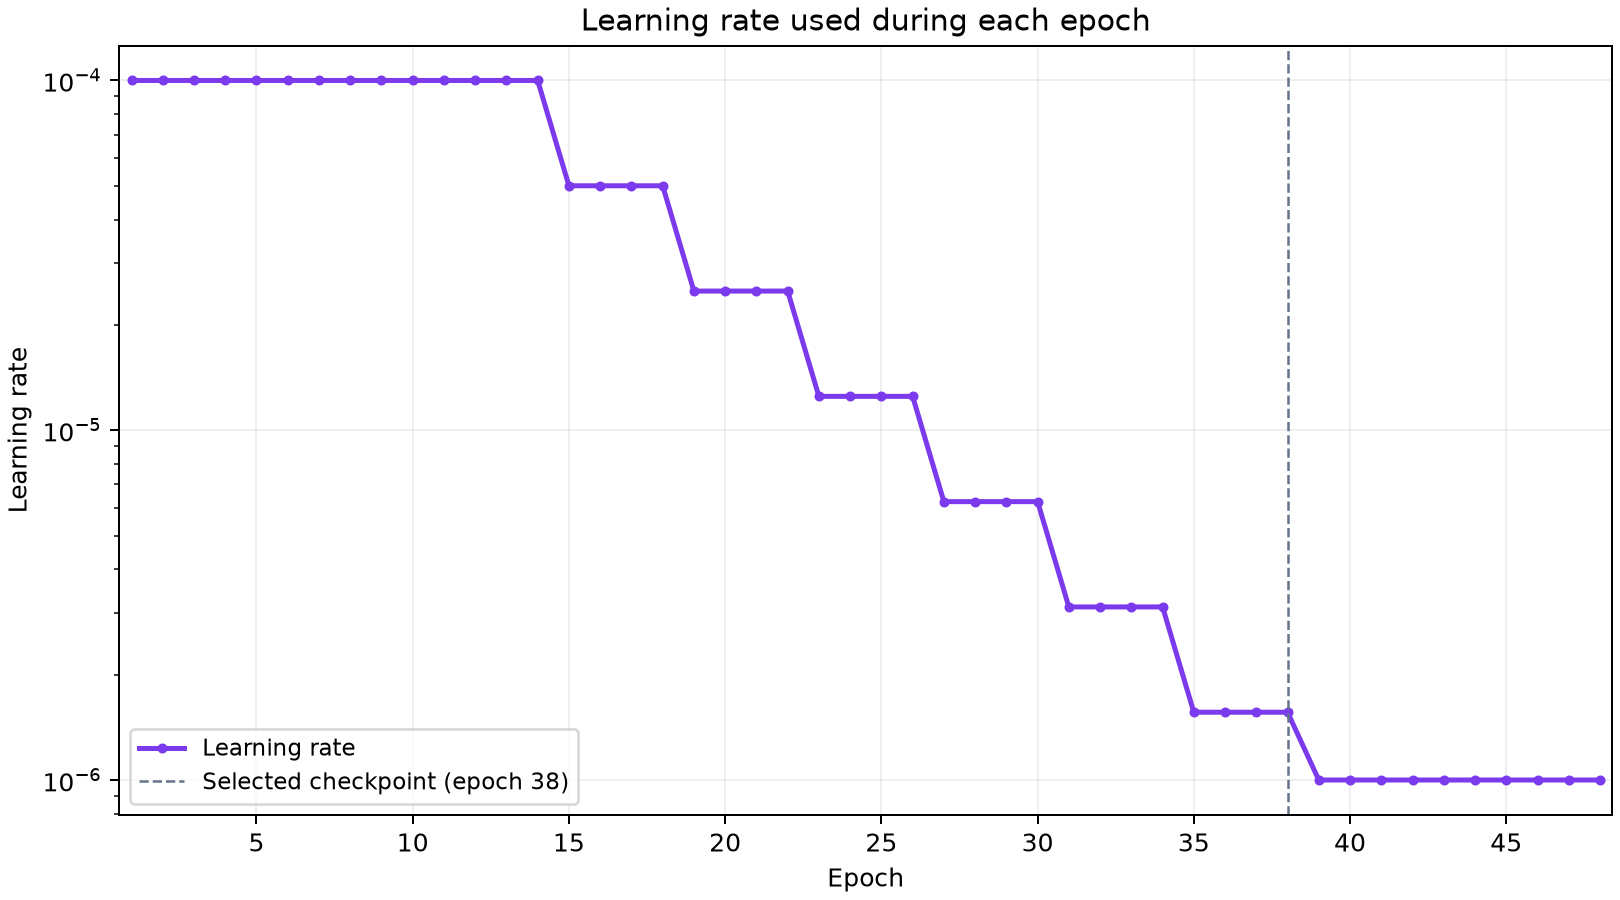 Learning rate used during each epoch
Learning rate
10⁻⁴
10⁻⁵
10⁻⁶
Learning rate
Selected checkpoint (epoch 38)
5 10 15 20 25 30 35 40 45
Epoch